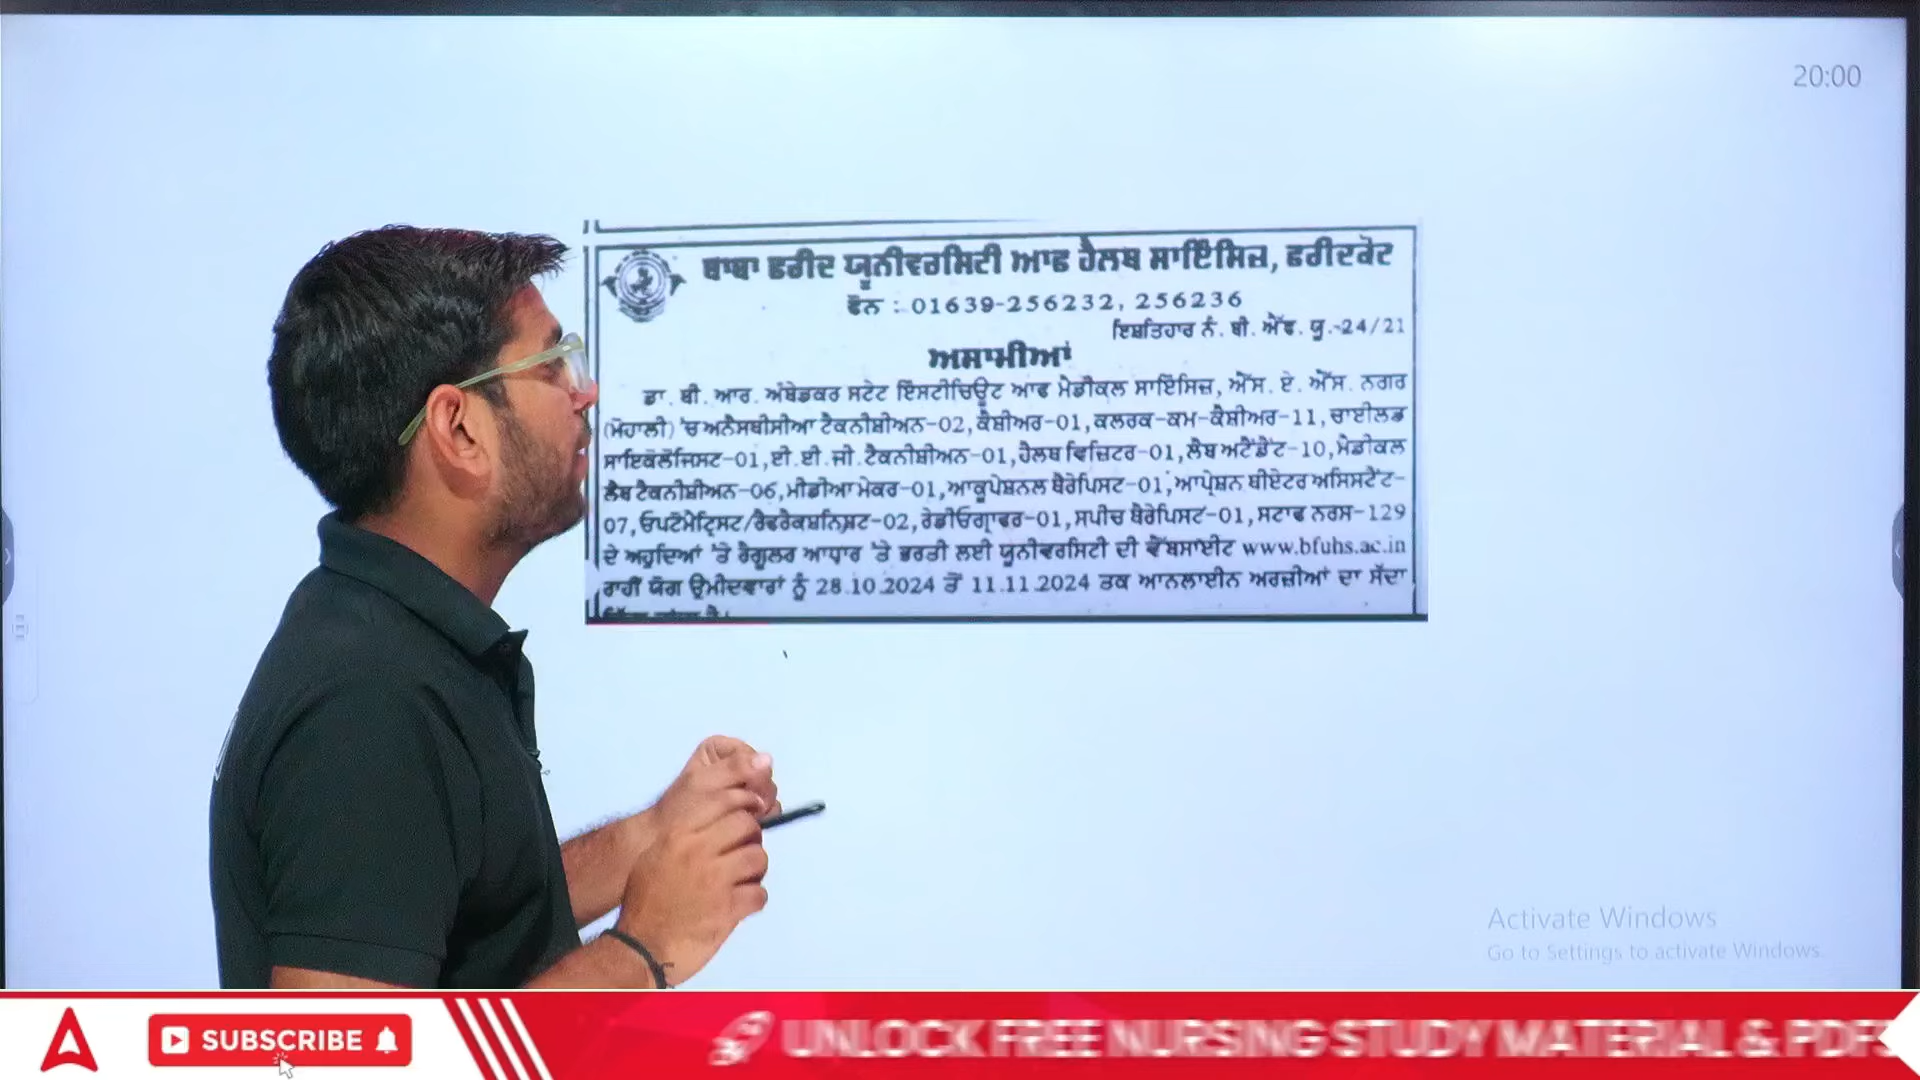 20:00
ਬਾਬਾ ਫਰੀਦ ਯੂਨੀਵਰਸਿਟੀ ਆਫ ਹੈਲਥ ਸਾਇੰਸਿਜ਼, ਫਰੀਦਕੋਟ
ਫੋਨ : 01639-256232, 256236
ਇਸ਼ਤਿਹਾਰ ਨੰ. ਬੀ. ਐੱਫ. ਯੂ.-24/21
ਅਸਾਮੀਆਂ
ਡਾ. ਬੀ. ਆਰ. ਅੰਬੇਡਕਰ ਸਟੇਟ ਇੰਸਟੀਚਿਊਟ ਆਫ ਮੈਡੀਕਲ ਸਾਇੰਸਿਜ਼, ਐੱਸ. ਏ. ਐੱਸ. ਨਗਰ
(ਮੋਹਾਲੀ) 'ਚ ਅਨੈਸਥੀਸੀਆ ਟੈਕਨੀਸ਼ੀਅਨ-02, ਕੈਸ਼ੀਅਰ-01, ਕਲਰਕ-ਕਮ-ਕੈਸ਼ੀਅਰ-11, ਚਾਈਲਡ
ਸਾਇਕੋਲੋਜਿਸਟ-01, ਈ.ਈ.ਜੀ. ਟੈਕਨੀਸ਼ੀਅਨ-01, ਹੈਲਥ ਵਿਜ਼ਿਟਰ-01, ਲੈਬ ਅਟੈਂਡੈਂਟ-10, ਮੈਡੀਕਲ
ਲੈਬ ਟੈਕਨੀਸ਼ੀਅਨ-06, ਮੀਡੀਆ ਮੇਕਰ-01, ਆਕੂਪੇਸ਼ਨਲ ਥੈਰੇਪਿਸਟ-01, ਆਪ੍ਰੇਸ਼ਨ ਥੀਏਟਰ ਅਸਿਸਟੈਂਟ-
07, ਓਪਟੋਮੈਟ੍ਰਿਸਟ/ਰੈਫਰੈਕਸ਼ਨਿਸ਼ਟ-02, ਰੇਡੀਓਗ੍ਰਾਫਰ-01, ਸਪੀਚ ਥੈਰੇਪਿਸਟ-01, ਸਟਾਫ ਨਰਸ-129
ਦੇ ਅਹੁਦਿਆਂ 'ਤੇ ਰੈਗੂਲਰ ਆਧਾਰ 'ਤੇ ਭਰਤੀ ਲਈ ਯੂਨੀਵਰਸਿਟੀ ਦੀ ਵੈੱਬਸਾਈਟ www.bfuhs.ac.in
ਰਾਹੀਂ ਯੋਗ ਉਮੀਦਵਾਰਾਂ ਨੂੰ 28.10.2024 ਤੋਂ 11.11.2024 ਤਕ ਆਨਲਾਈਨ ਅਰਜ਼ੀਆਂ ਦਾ ਸੱਦਾ
Activate Windows
Go to Settings to activate Windows.
SUBSCRIBE
UNLOCK FREE NURSING STUDY MATERIAL & PDFS